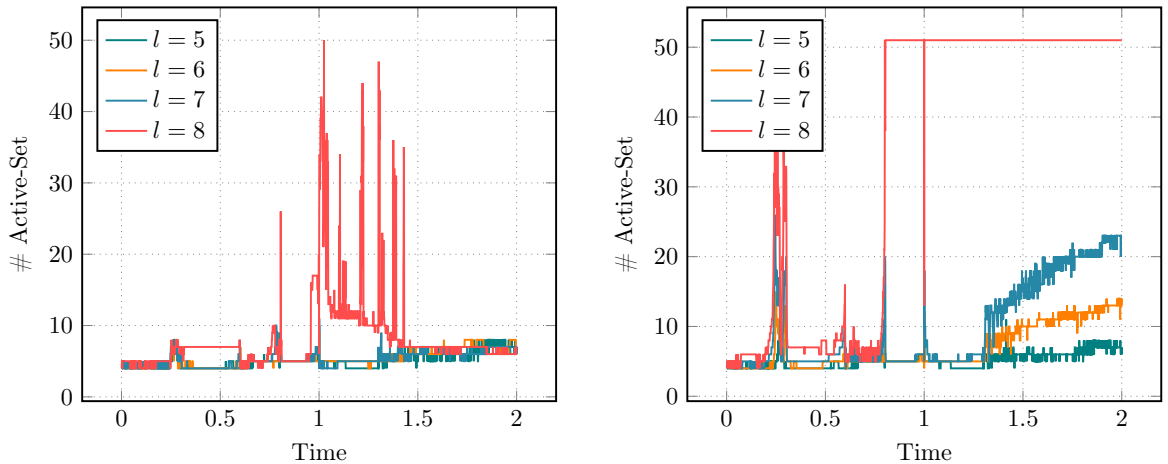 l = 5
l = 6
l = 7
l = 8
50
40
30
20
10
0
# Active-Set
0 0.5 1 1.5 2
Time
l = 5
l = 6
l = 7
l = 8
50
40
30
20
10
0
# Active-Set
0 0.5 1 1.5 2
Time